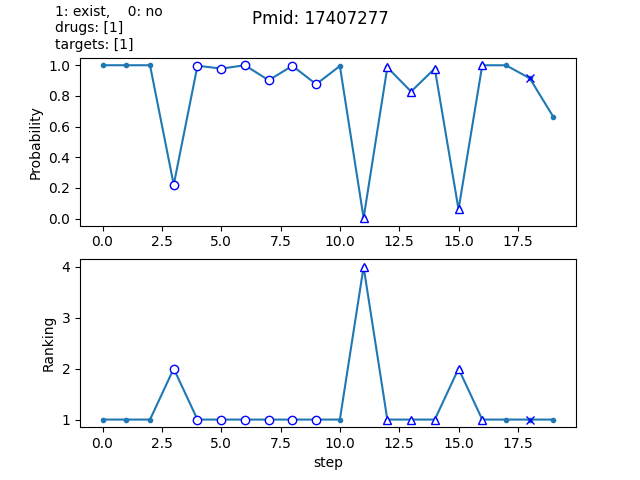 1: exist,    0: no
drugs: [1]
targets: [1]
Pmid: 17407277
Probability
1.0
0.8
0.6
0.4
0.2
0.0
0.0 2.5 5.0 7.5 10.0 12.5 15.0 17.5
Ranking
4
3
2
1
0.0 2.5 5.0 7.5 10.0 12.5 15.0 17.5
step